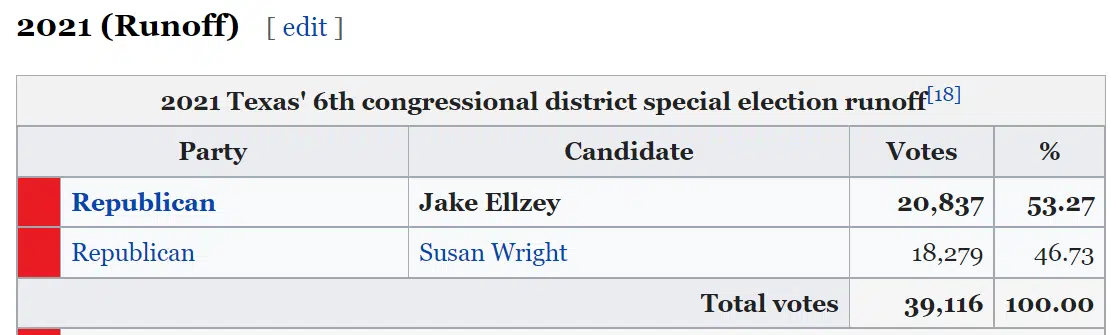 2021 (Runoff) [ edit ]
2021 Texas' 6th congressional district special election runoff[18]
Party Candidate Votes %
Republican Jake Ellzey 20,837 53.27
Republican Susan Wright 18,279 46.73
Total votes 39,116 100.00